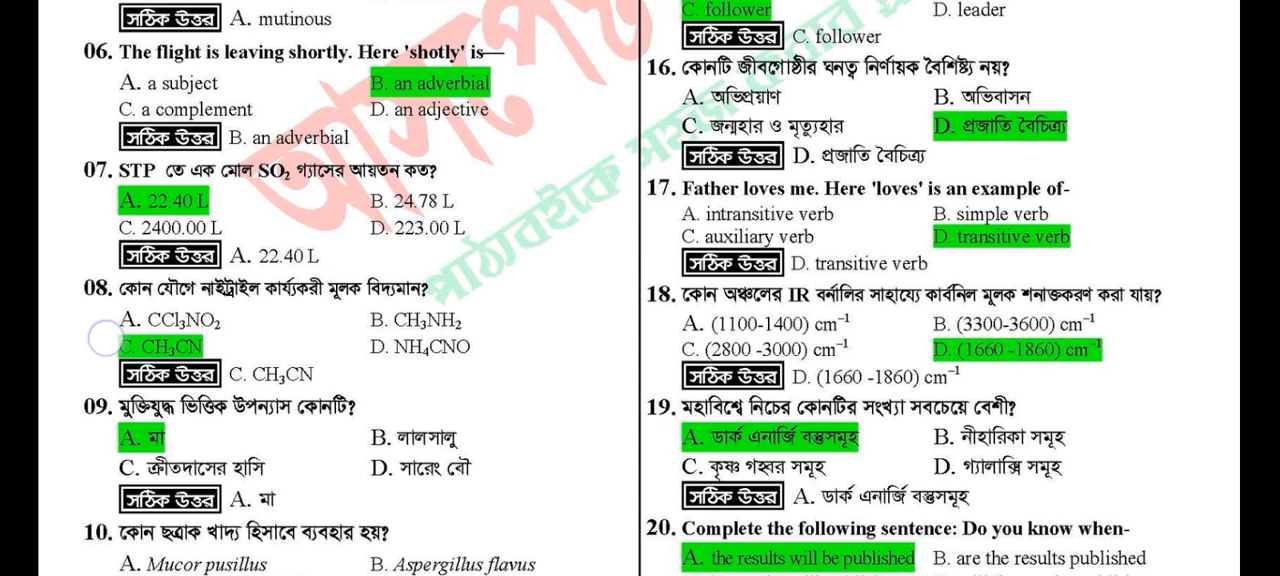 সঠিক উত্তর A. mutinous
06. The flight is leaving shortly. Here 'shotly' is—
A. a subject B. an adverbial
C. a complement D. an adjective
সঠিক উত্তর B. an adverbial
07. STP তে এক মোল SO₂ গ্যাসের আয়তন কত?
A. 22.40 L B. 24.78 L
C. 2400.00 L D. 223.00 L
সঠিক উত্তর A. 22.40 L
08. কোন যৌগে নাইট্রাইল কার্য্যকরী মূলক বিদ্যমান?
A. CCl₃NO₂ B. CH₃NH₂
C. CH₃CN D. NH₄CNO
সঠিক উত্তর C. CH₃CN
09. মুক্তিযুদ্ধ ভিত্তিক উপন্যাস কোনটি?
A. মা B. লালসালু
C. ক্রীতদাসের হাসি D. সারেং বৌ
সঠিক উত্তর A. মা
10. কোন ছত্রাক খাদ্য হিসাবে ব্যবহার হয়?
A. Mucor pusillus B. Aspergillus flavus
C. follower D. leader
সঠিক উত্তর C. follower
16. কোনটি জীবগোষ্ঠীর ঘনত্ব নির্ণায়ক বৈশিষ্ট্য নয়?
A. অভিপ্রয়াণ B. অভিবাসন
C. জন্মহার ও মৃত্যুহার D. প্রজাতি বৈচিত্র্য
সঠিক উত্তর D. প্রজাতি বৈচিত্র্য
17. Father loves me. Here 'loves' is an example of-
A. intransitive verb B. simple verb
C. auxiliary verb D. transitive verb
সঠিক উত্তর D. transitive verb
18. কোন অঞ্চলের IR বর্নালির সাহায্যে কার্বনিল মূলক শনাক্তকরণ করা যায়?
A. (1100-1400) cm⁻¹ B. (3300-3600) cm⁻¹
C. (2800 -3000) cm⁻¹ D. (1660 -1860) cm⁻¹
সঠিক উত্তর D. (1660 -1860) cm⁻¹
19. মহাবিশ্বে নিচের কোনটির সংখ্যা সবচেয়ে বেশী?
A. ডার্ক এনার্জি বস্তুসমূহ B. নীহারিকা সমূহ
C. কৃষ্ণ গহ্বর সমূহ D. গ্যালাক্সি সমূহ
সঠিক উত্তর A. ডার্ক এনার্জি বস্তুসমূহ
20. Complete the following sentence: Do you know when-
A. the results will be published B. are the results published
পাঠ্যবইকে সহজ